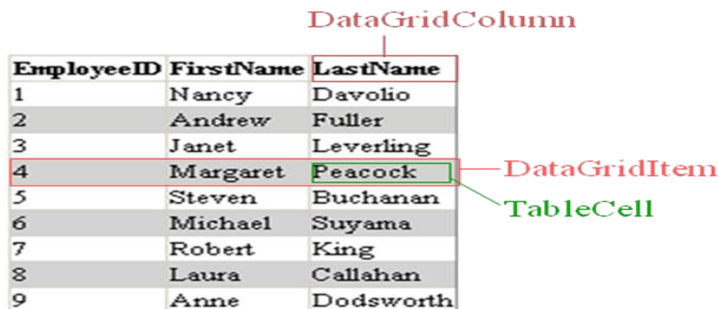 DataGridColumn
EmployeeID FirstName LastName
1 Nancy Davolio
2 Andrew Fuller
3 Janet Leverling
4 Margaret Peacock
DataGridItem
5 Steven Buchanan
TableCell
6 Michael Suyama
7 Robert King
8 Laura Callahan
9 Anne Dodsworth